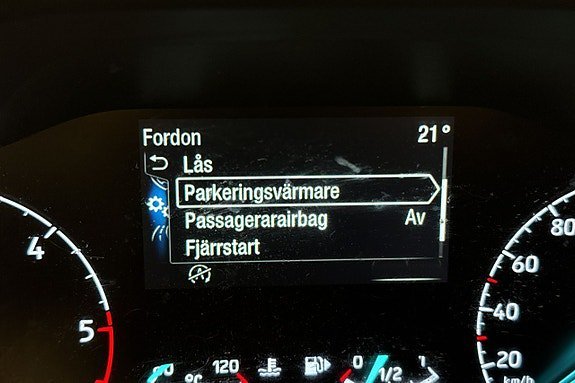 Fordon 21°
Lås
Parkeringsvärmare
Passagerarairbag Av
Fjärrstart
4
5
120
°C
0 1/2 1
80
60
40
20
km/h